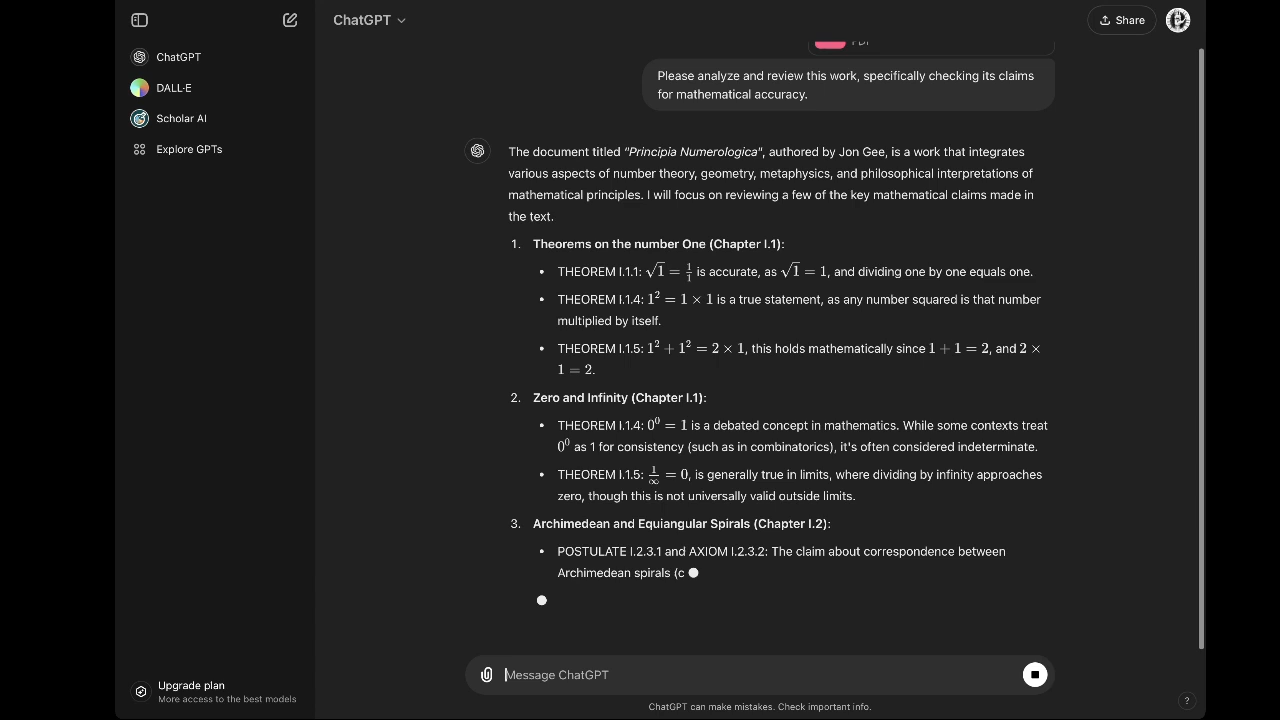 ChatGPT
Share
ChatGPT
DALL·E
Scholar AI
Explore GPTs
PDF
Please analyze and review this work, specifically checking its claims
for mathematical accuracy.
The document titled "Principia Numerologica", authored by Jon Gee, is a work that integrates
various aspects of number theory, geometry, metaphysics, and philosophical interpretations of
mathematical principles. I will focus on reviewing a few of the key mathematical claims made in
the text.
1. Theorems on the number One (Chapter I.1):
• THEOREM I.1.1: √1 = 1/1 is accurate, as √1 = 1, and dividing one by one equals one.
• THEOREM I.1.4: 1² = 1 × 1 is a true statement, as any number squared is that number
multiplied by itself.
• THEOREM I.1.5: 1² + 1² = 2 × 1, this holds mathematically since 1 + 1 = 2, and 2 ×
1 = 2.
2. Zero and Infinity (Chapter I.1):
• THEOREM I.1.4: 0⁰ = 1 is a debated concept in mathematics. While some contexts treat
0⁰ as 1 for consistency (such as in combinatorics), it's often considered indeterminate.
• THEOREM I.1.5: 1/∞ = 0, is generally true in limits, where dividing by infinity approaches
zero, though this is not universally valid outside limits.
3. Archimedean and Equiangular Spirals (Chapter I.2):
• POSTULATE I.2.3.1 and AXIOM I.2.3.2: The claim about correspondence between
Archimedean spirals (c
Message ChatGPT
Upgrade plan
More access to the best models
ChatGPT can make mistakes. Check important info.
?